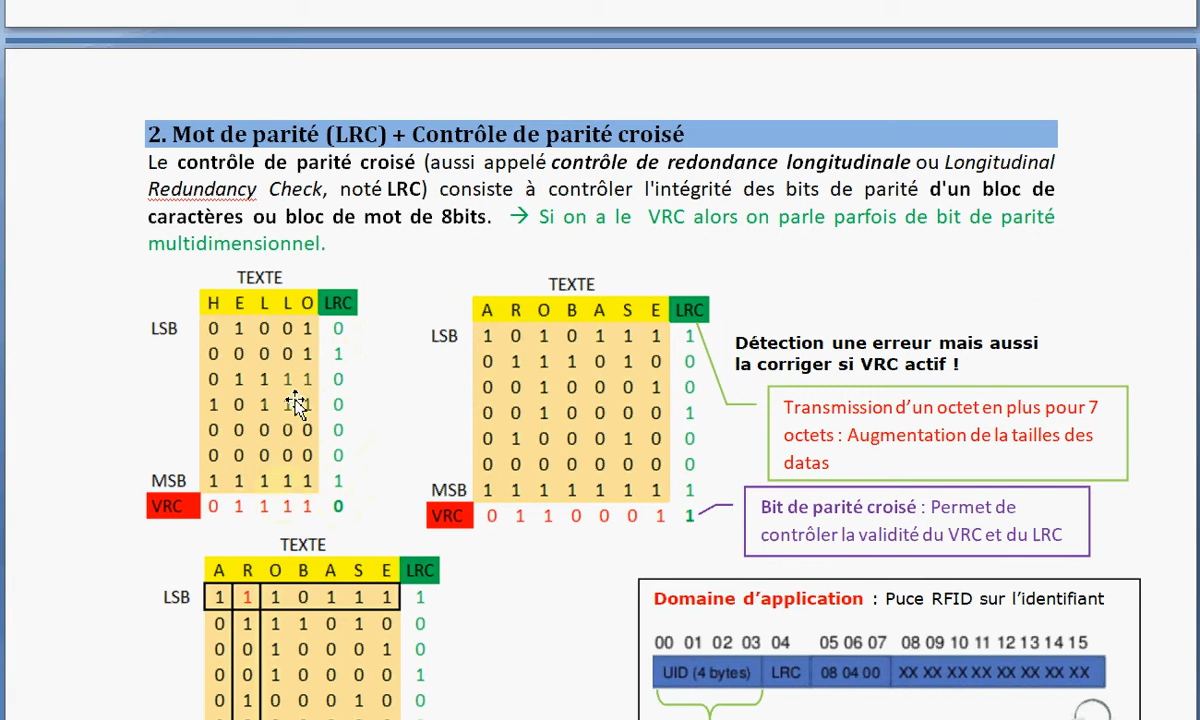 2. Mot de parité (LRC) + Contrôle de parité croisé
Le contrôle de parité croisé (aussi appelé contrôle de redondance longitudinale ou Longitudinal
Redundancy Check, noté LRC) consiste à contrôler l'intégrité des bits de parité d'un bloc de
caractères ou bloc de mot de 8bits. → Si on a le VRC alors on parle parfois de bit de parité
multidimensionnel.
TEXTE
H E L L O LRC
LSB 0 1 0 0 1 0
0 0 0 0 1 1
0 1 1 1 1 0
1 0 1 1 1 0
0 0 0 0 0 0
0 0 0 0 0 0
MSB 1 1 1 1 1 1
VRC 0 1 1 1 1 0
TEXTE
A R O B A S E LRC
LSB 1 0 1 0 1 1 1 1
0 1 1 1 0 1 0 0
0 0 1 0 0 0 1 0
0 0 1 0 0 0 0 1
0 1 0 0 0 1 0 0
0 0 0 0 0 0 0 0
MSB 1 1 1 1 1 1 1 1
VRC 0 1 1 0 0 0 1 1
Détection une erreur mais aussi
la corriger si VRC actif !
Transmission d'un octet en plus pour 7
octets : Augmentation de la tailles des
datas
Bit de parité croisé : Permet de
contrôler la validité du VRC et du LRC
TEXTE
A R O B A S E LRC
LSB 1 1 1 0 1 1 1 1
0 1 1 1 0 1 0 0
0 0 1 0 0 0 1 0
0 0 1 0 0 0 0 1
0 1 0 0 0 1 0 0
Domaine d'application : Puce RFID sur l'identifiant
00 01 02 03 04 05 06 07 08 09 10 11 12 13 14 15
UID (4 bytes) LRC 08 04 00 XX XX XX XX XX XX XX XX